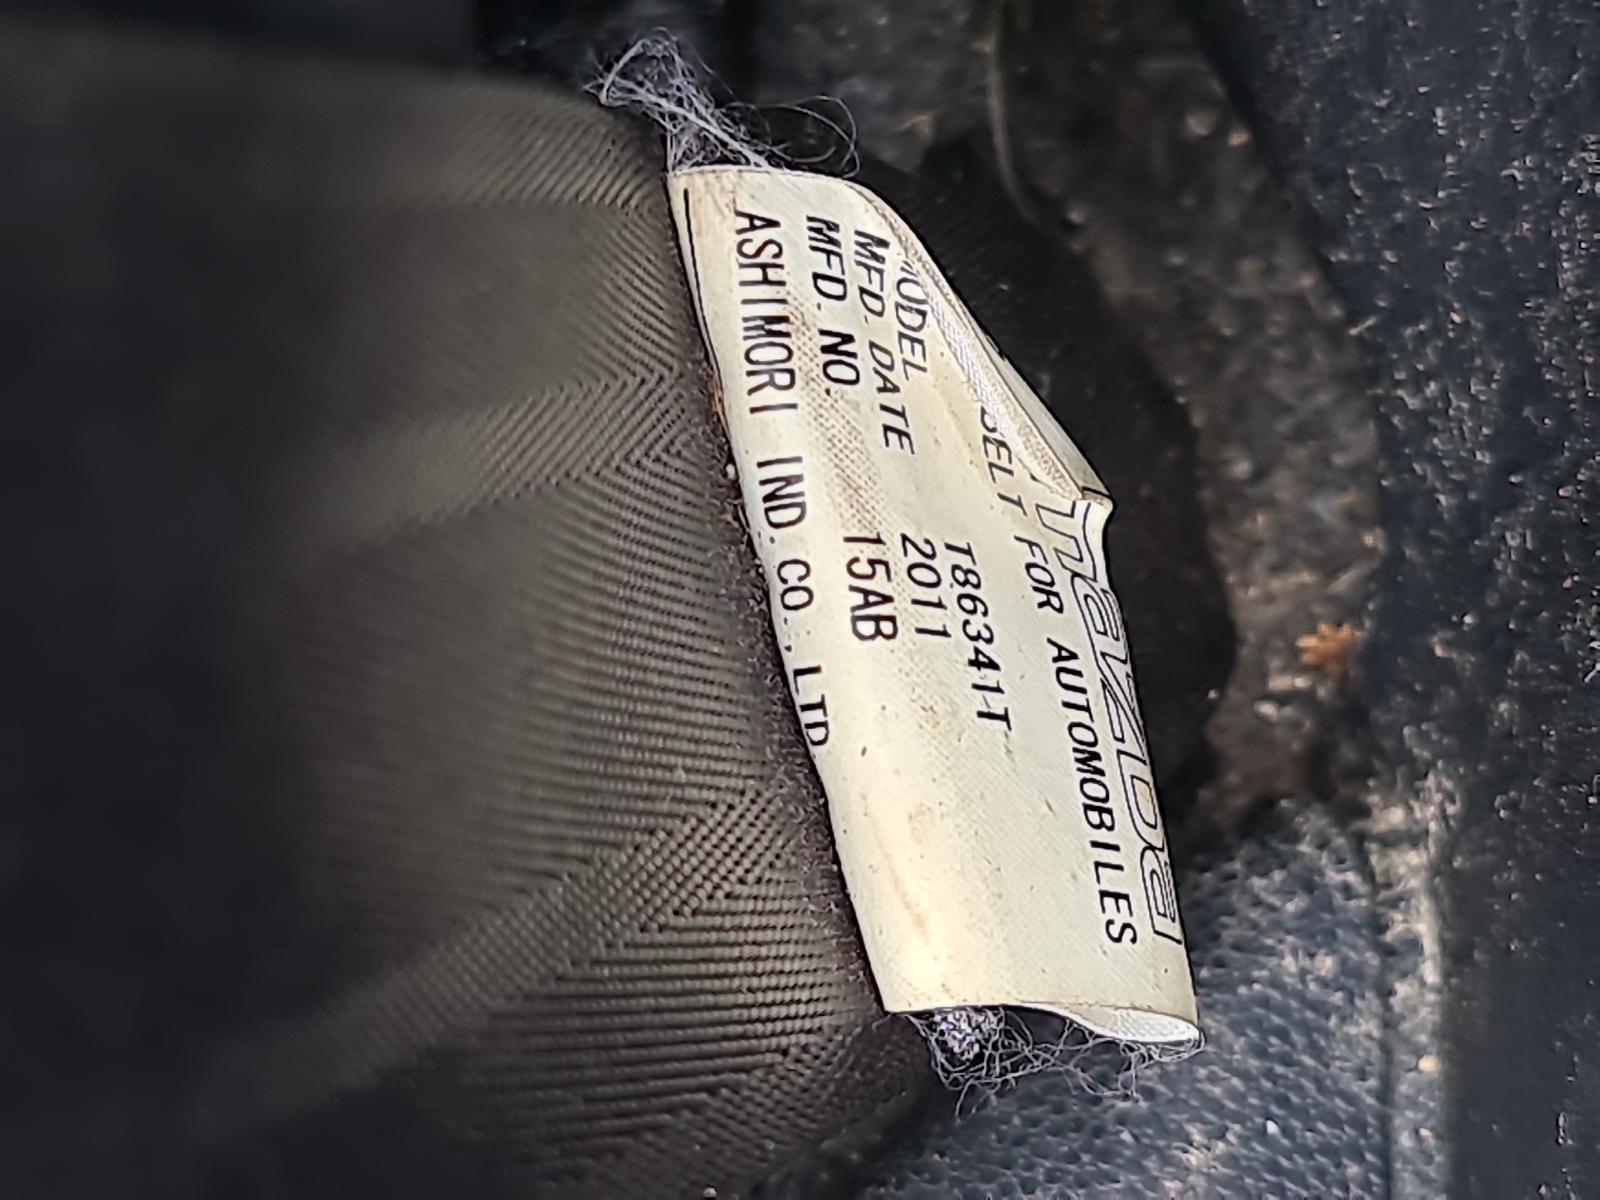 mazda
BELT FOR AUTOMOBILES
MODEL T86341T
MFD. DATE 2011
MFD. NO. 15AB
ASHIMORI IND. CO., LTD.